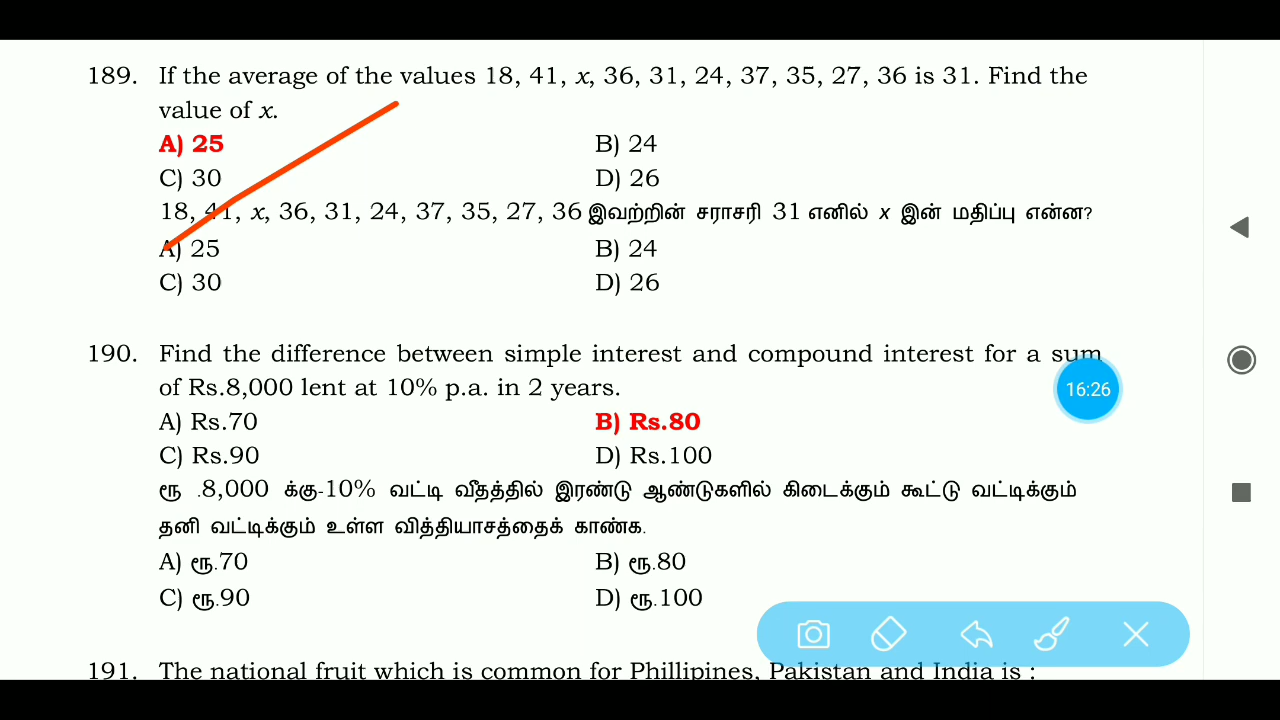 189. If the average of the values 18, 41, x, 36, 31, 24, 37, 35, 27, 36 is 31. Find the
value of x.
A) 25 B) 24
C) 30 D) 26
18, 41, x, 36, 31, 24, 37, 35, 27, 36 இவற்றின் சராசரி 31 எனில் x இன் மதிப்பு என்ன?
A) 25 B) 24
C) 30 D) 26
190. Find the difference between simple interest and compound interest for a sum
of Rs.8,000 lent at 10% p.a. in 2 years.
16:26
A) Rs.70 B) Rs.80
C) Rs.90 D) Rs.100
ரூ .8,000 க்கு-10% வட்டி வீதத்தில் இரண்டு ஆண்டுகளில் கிடைக்கும் கூட்டு வட்டிக்கும்
தனி வட்டிக்கும் உள்ள வித்தியாசத்தைக் காண்க.
A) ரூ.70 B) ரூ.80
C) ரூ.90 D) ரூ.100
191. The national fruit which is common for Phillipines, Pakistan and India is :